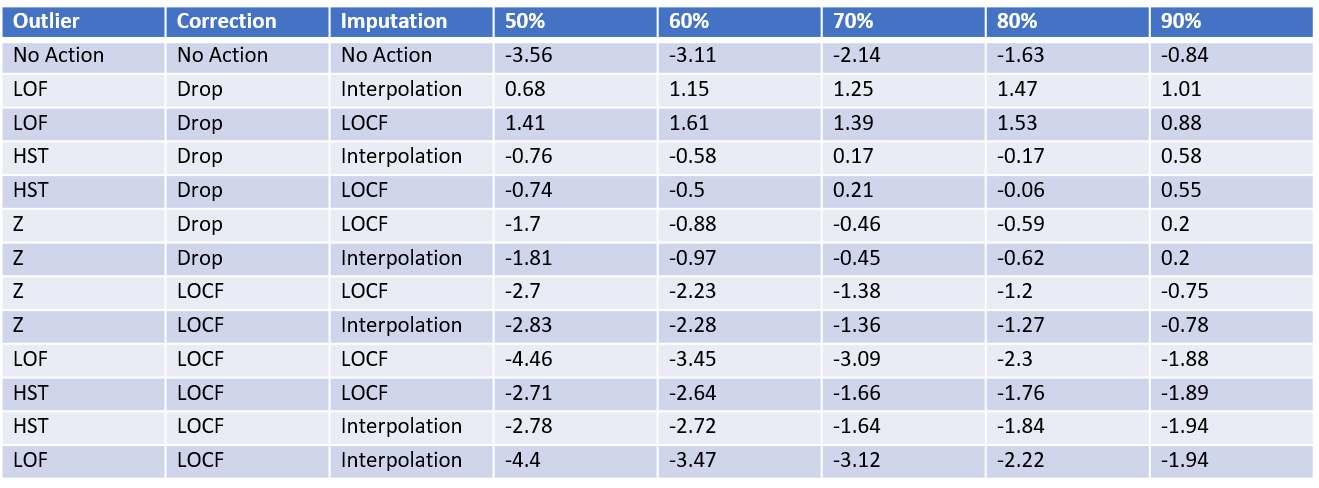 Outlier Correction Imputation 50% 60% 70% 80% 90%
No Action No Action No Action -3.56 -3.11 -2.14 -1.63 -0.84
LOF Drop Interpolation 0.68 1.15 1.25 1.47 1.01
LOF Drop LOCF 1.41 1.61 1.39 1.53 0.88
HST Drop Interpolation -0.76 -0.58 0.17 -0.17 0.58
HST Drop LOCF -0.74 -0.5 0.21 -0.06 0.55
Z Drop LOCF -1.7 -0.88 -0.46 -0.59 0.2
Z Drop Interpolation -1.81 -0.97 -0.45 -0.62 0.2
Z LOCF LOCF -2.7 -2.23 -1.38 -1.2 -0.75
Z LOCF Interpolation -2.83 -2.28 -1.36 -1.27 -0.78
LOF LOCF LOCF -4.46 -3.45 -3.09 -2.3 -1.88
HST LOCF LOCF -2.71 -2.64 -1.66 -1.76 -1.89
HST LOCF Interpolation -2.78 -2.72 -1.64 -1.84 -1.94
LOF LOCF Interpolation -4.4 -3.47 -3.12 -2.22 -1.94